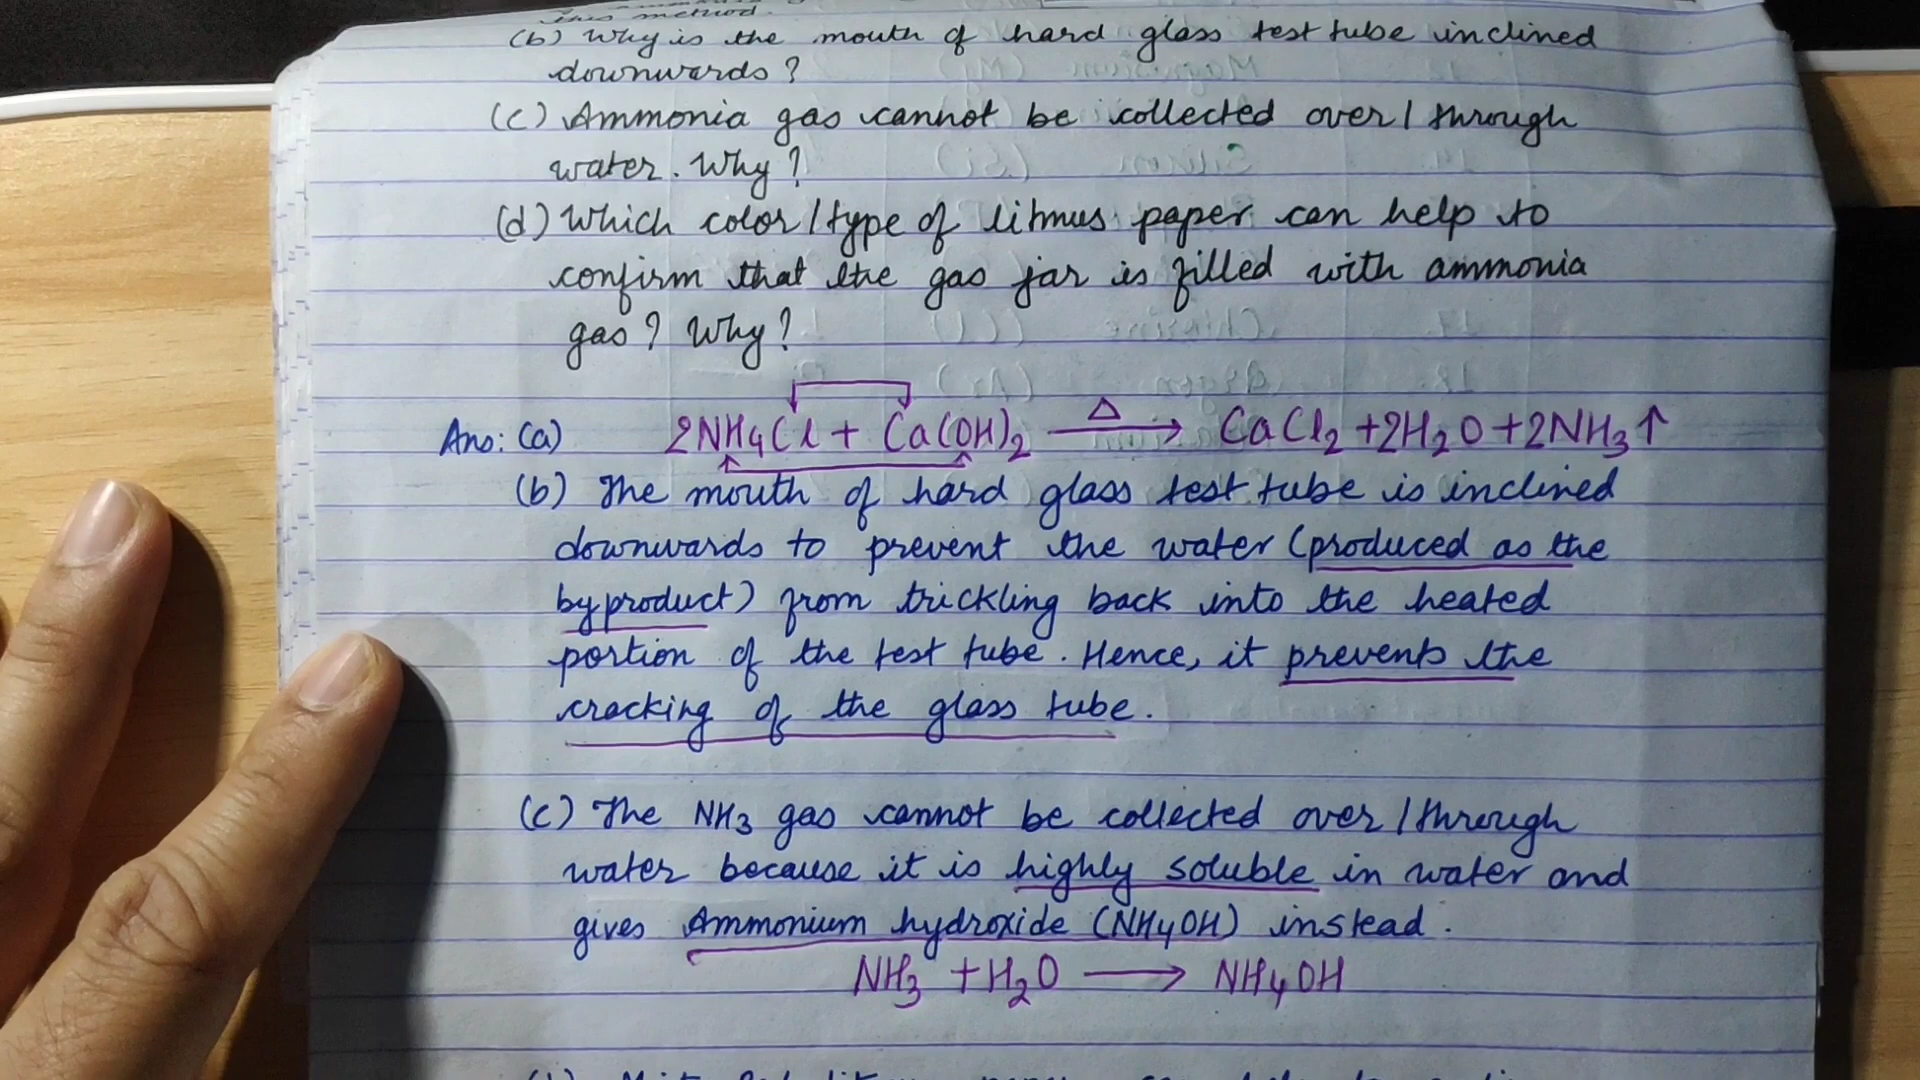 this method.
(b) Why is the mouth of hard glass test tube inclined
downwards?
(c) Ammonia gas cannot be collected over / through
water. Why?
(d) Which color / type of litmus paper can help to
confirm that the gas jar is filled with ammonia
gas? Why?
Ans: (a) 2NH₄Cl + Ca(OH)₂ —Δ→ CaCl₂ + 2H₂O + 2NH₃↑
(b) The mouth of hard glass test tube is inclined
downwards to prevent the water (produced as the
byproduct) from trickling back into the heated
portion of the test tube. Hence, it prevents the
cracking of the glass tube.
(c) The NH₃ gas cannot be collected over / through
water because it is highly soluble in water and
gives Ammonium hydroxide (NH₄OH) instead.
NH₃ + H₂O → NH₄OH